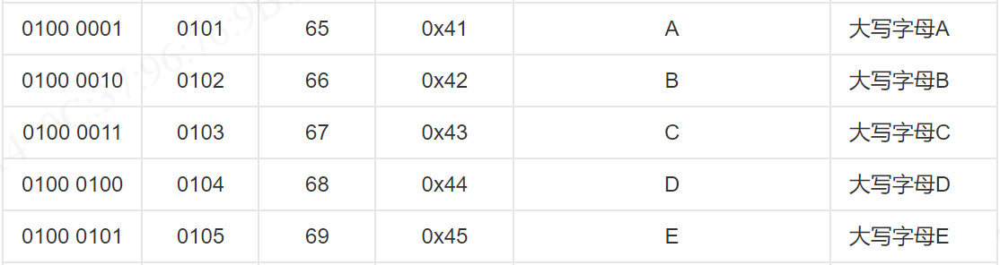 0100 0001 0101 65 0x41 A 大写字母A
0100 0010 0102 66 0x42 B 大写字母B
0100 0011 0103 67 0x43 C 大写字母C
0100 0100 0104 68 0x44 D 大写字母D
0100 0101 0105 69 0x45 E 大写字母E